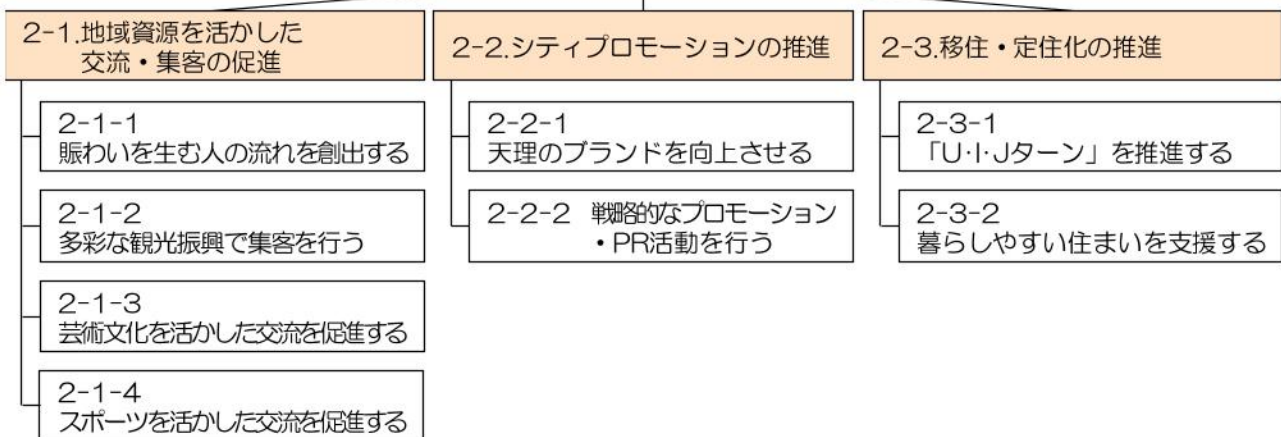 2-1.地域資源を活かした
交流・集客の促進
2-1-1
賑わいを生む人の流れを創出する
2-1-2
多彩な観光振興で集客を行う
2-1-3
芸術文化を活かした交流を促進する
2-1-4
スポーツを活かした交流を促進する
2-2.シティプロモーションの推進
2-2-1
天理のブランドを向上させる
2-2-2 戦略的なプロモーション
・PR活動を行う
2-3.移住・定住化の推進
2-3-1
「U・I・Jターン」を推進する
2-3-2
暮らしやすい住まいを支援する